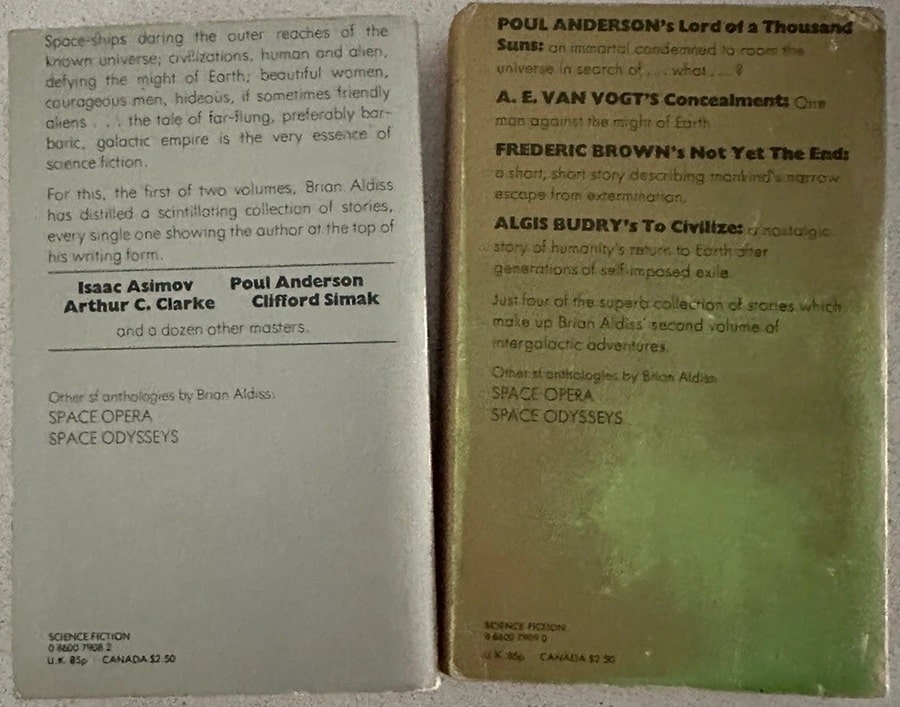 Space-ships daring the outer reaches of the
known universe; civilizations, human and alien,
defying the might of Earth; beautiful women,
courageous men, hideous, if sometimes friendly
aliens . . . the tale of far-flung, preferably bar-
baric, galactic empire is the very essence of
science fiction.
For this, the first of two volumes, Brian Aldiss
has distilled a scintillating collection of stories,
every single one showing the author at the top of
his writing form.
Isaac Asimov Poul Anderson
Arthur C. Clarke Clifford Simak
and a dozen other masters.
Other sf anthologies by Brian Aldiss:
SPACE OPERA
SPACE ODYSSEYS
SCIENCE FICTION
0 8600 7908 2
U.K. 85p CANADA $2.50
POUL ANDERSON's Lord of a Thousand
Suns: an immortal condemned to roam the
universe in search of . . . what . . . ?
A. E. VAN VOGT'S Concealment: One
man against the might of Earth
FREDERIC BROWN's Not Yet The End:
a short, short story describing mankind's narrow
escape from extermination.
ALGIS BUDRY's To Civilize: a nostalgic
story of humanity's return to Earth after
generations of self-imposed exile.
Just four of the superb collection of stories which
make up Brian Aldiss' second volume of
intergalactic adventures.
Other sf anthologies by Brian Aldiss:
SPACE OPERA
SPACE ODYSSEYS
SCIENCE FICTION
0 8600 7909 0
U.K. 85p CANADA $2.50